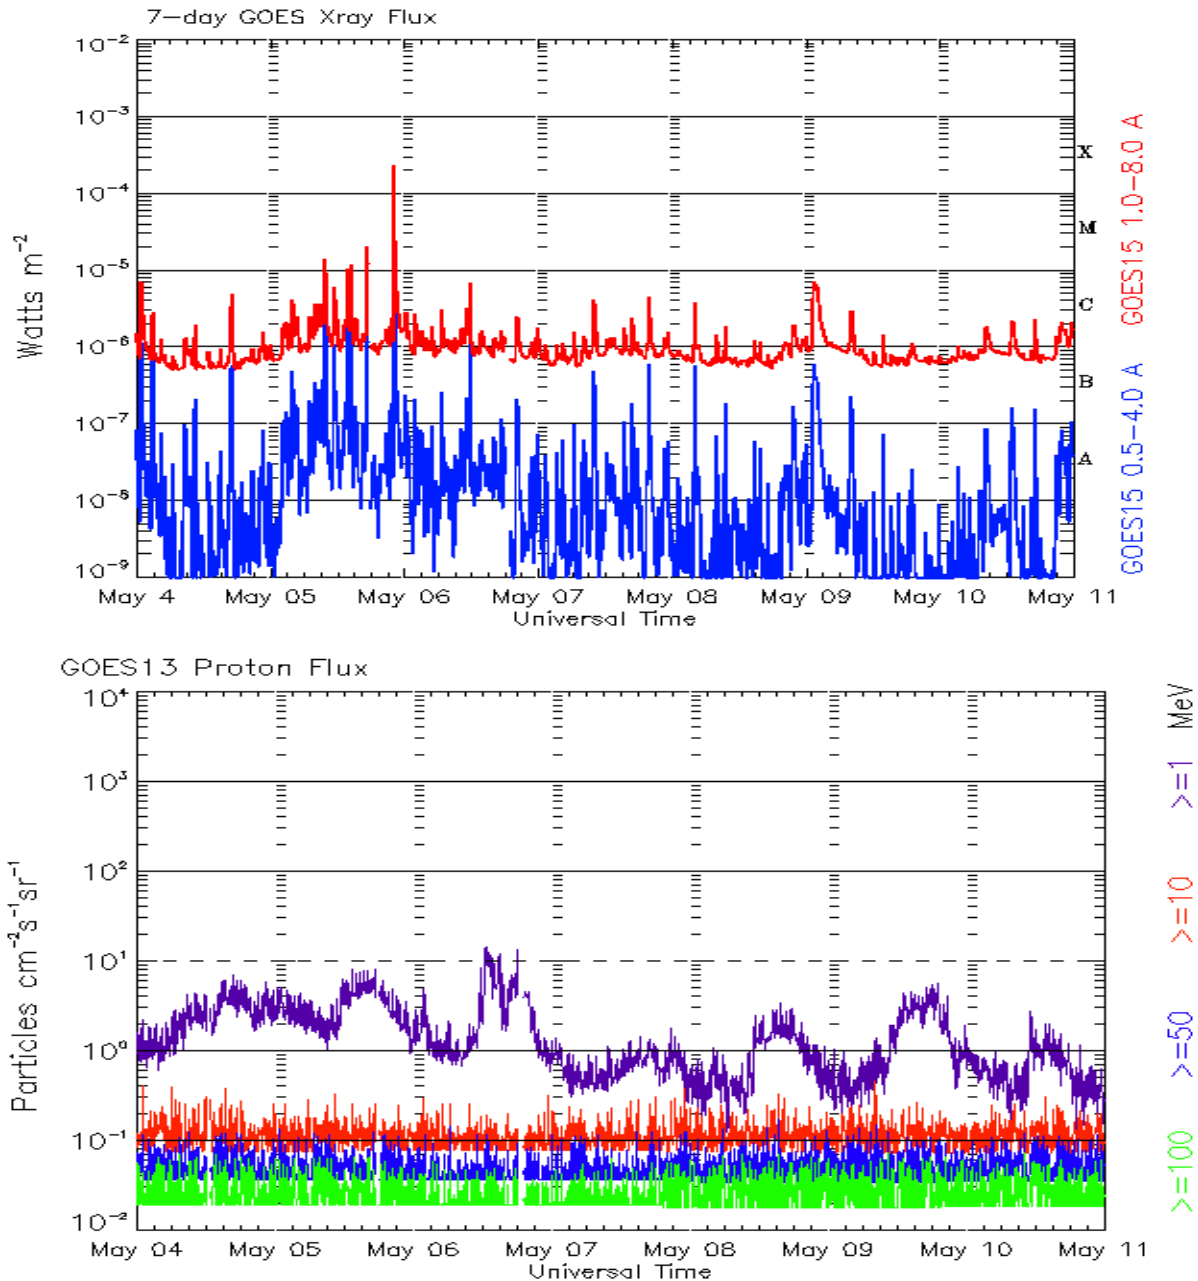 7-day GOES Xray Flux
10⁻²
10⁻³
10⁻⁴
10⁻⁵
10⁻⁶
10⁻⁷
10⁻⁸
10⁻⁹
Watts m⁻²
X
M
C
B
A
GOES15 1.0-8.0 A
GOES15 0.5-4.0 A
May 4 May 05 May 06 May 07 May 08 May 09 May 10 May 11
Universal Time
GOES13 Proton Flux
10⁴
10³
10²
10¹
10⁰
10⁻¹
10⁻²
Particles cm⁻²s⁻¹sr⁻¹
>=1 MeV
>=10
>=50
>=100
May 04 May 05 May 06 May 07 May 08 May 09 May 10 May 11
Universal Time